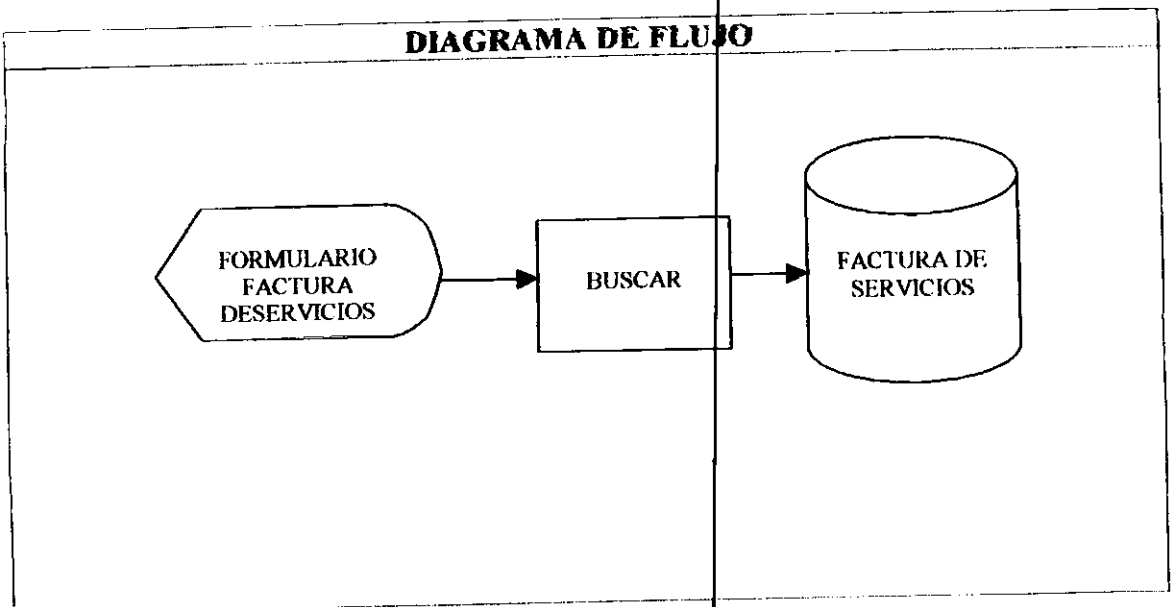 DIAGRAMA DE FLUJO
FORMULARIO
FACTURA
DESERVICIOS
BUSCAR
FACTURA DE
SERVICIOS